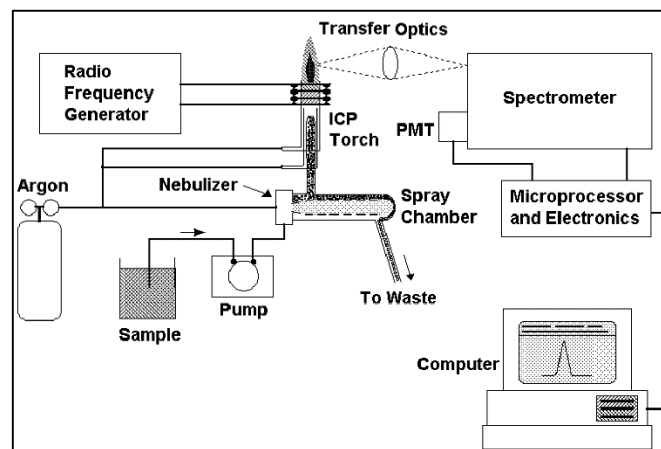 Transfer Optics
Radio
Frequency
Generator
ICP
Torch
Spectrometer
PMT
Argon
Nebulizer
Spray
Chamber
Microprocessor
and Electronics
Sample
Pump
To Waste
Computer